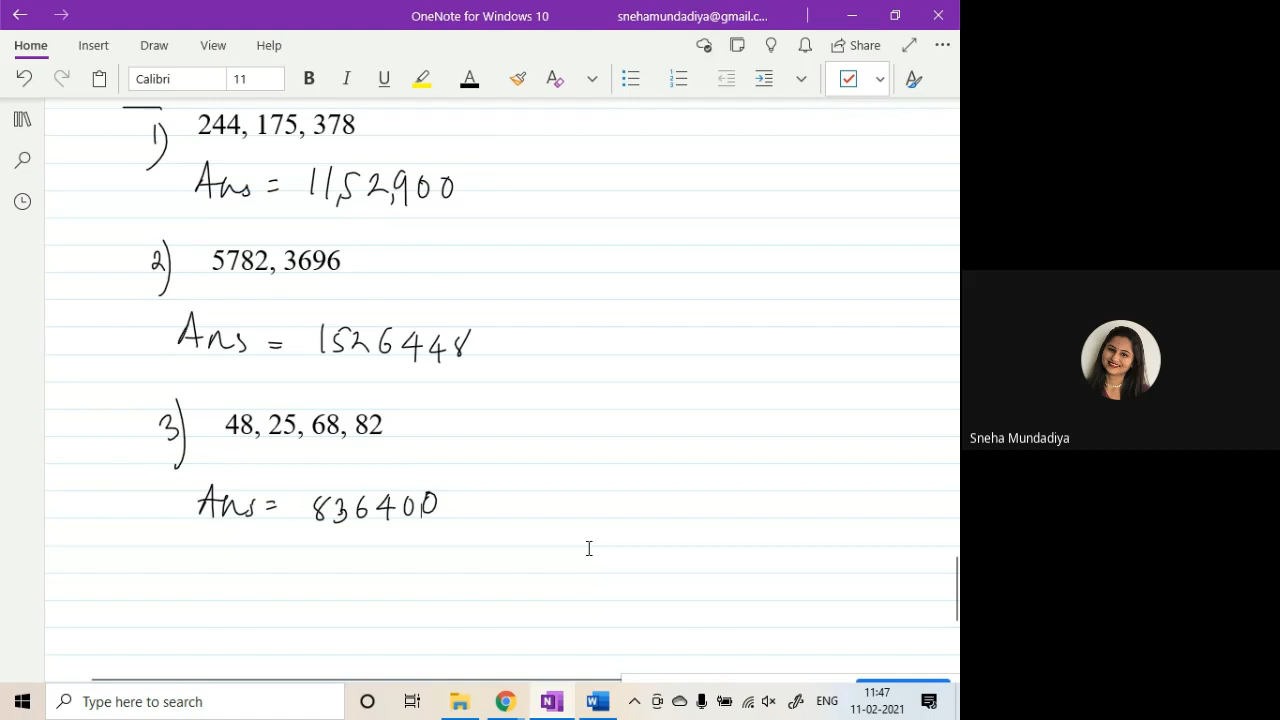 OneNote for Windows 10
snehamundadiya@gmail.c...
Home Insert Draw View Help
Share
Calibri 11 B I U A
1) 244, 175, 378
Ans = 11,52,900
2) 5782, 3696
Ans = 1526448
3) 48, 25, 68, 82
Ans = 836400
Sneha Mundadiya
Type here to search
ENG
11:47
11-02-2021